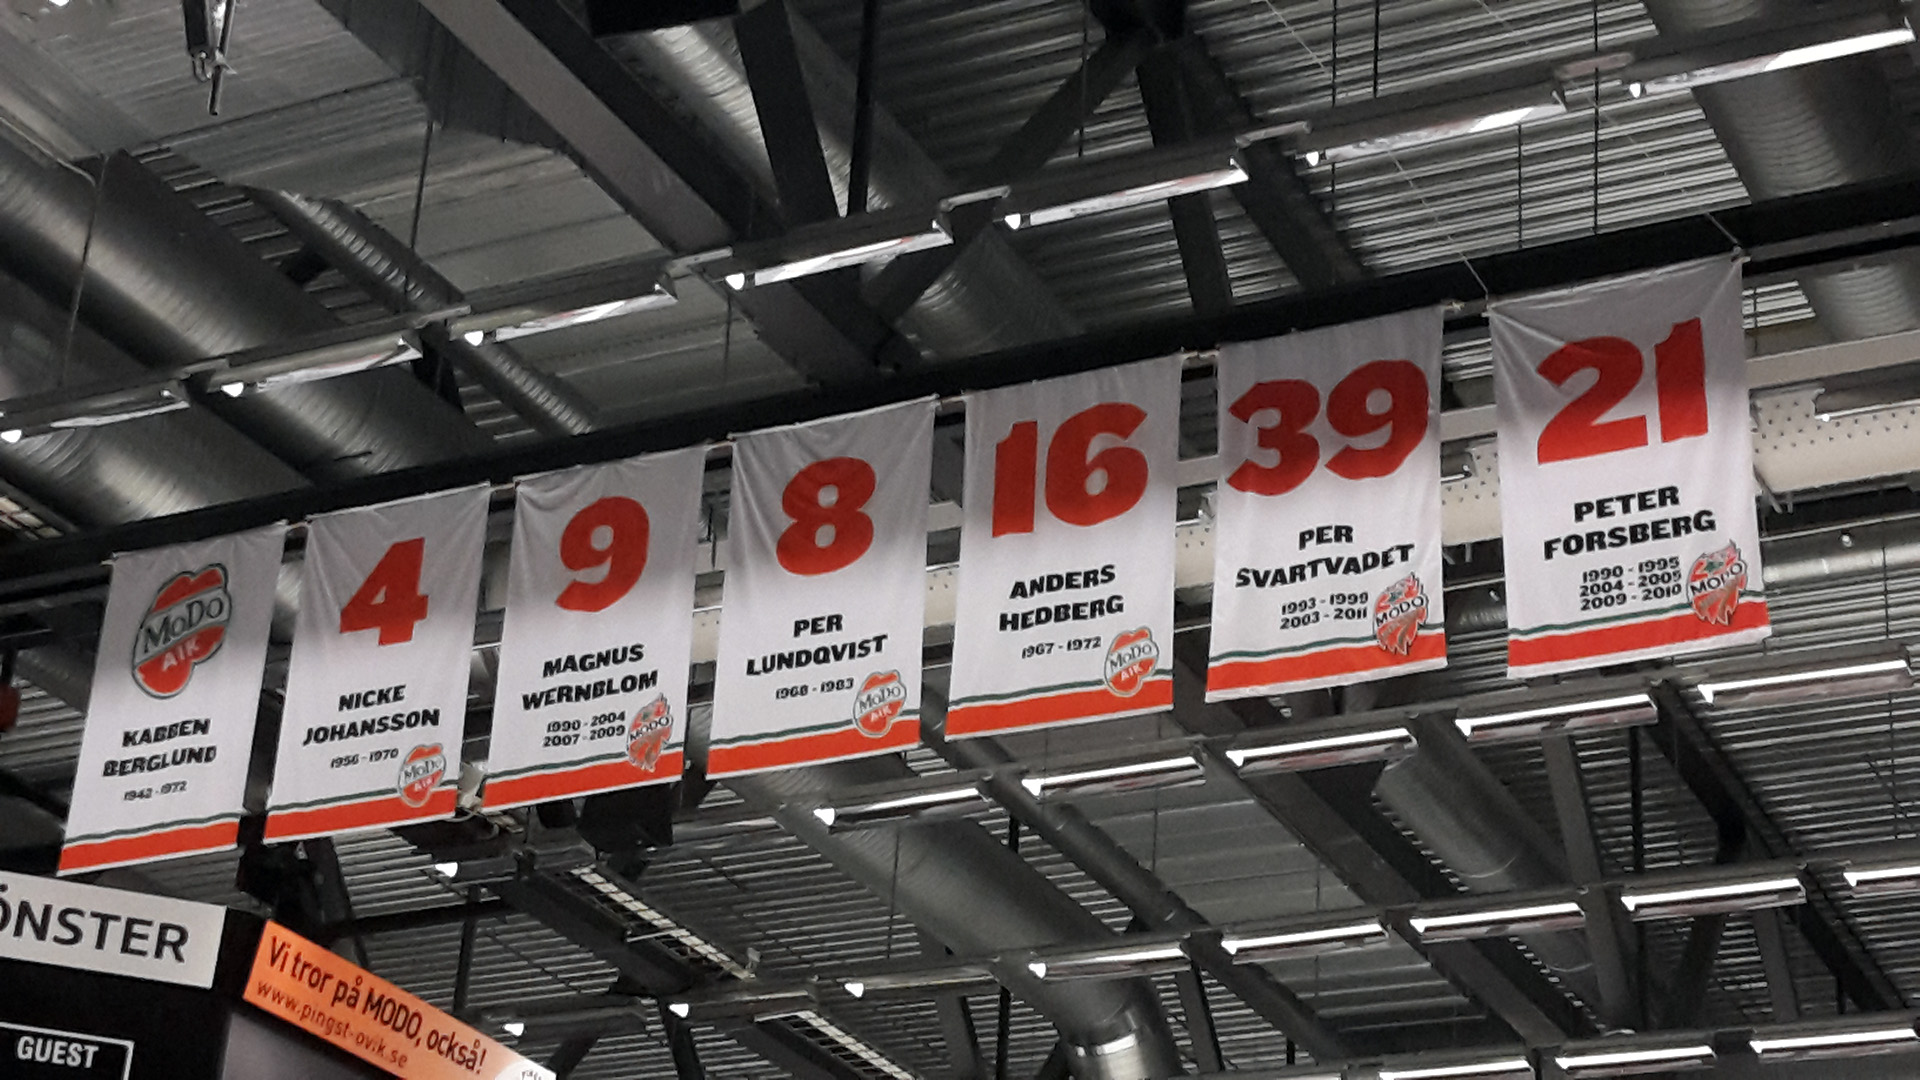 MoDo
AIK
KABBEN
BERGLUND
1942 - 1972
4
NICKE
JOHANSSON
1956 - 1970
MoDo
AIK
9
MAGNUS
WERNBLOM
1990 - 2004
2007 - 2009
MODO
8
PER
LUNDQVIST
1968 - 1983
MoDo
AIK
16
ANDERS
HEDBERG
1967 - 1972
MoDo
AIK
39
PER
SVARTVADET
1993 - 1999
2003 - 2011
MODO
21
PETER
FORSBERG
1990 - 1995
2004 - 2005
2009 - 2010
MODO
ÖNSTER
GUEST
Vi tror på MODO, också!
www.pingst-ovik.se